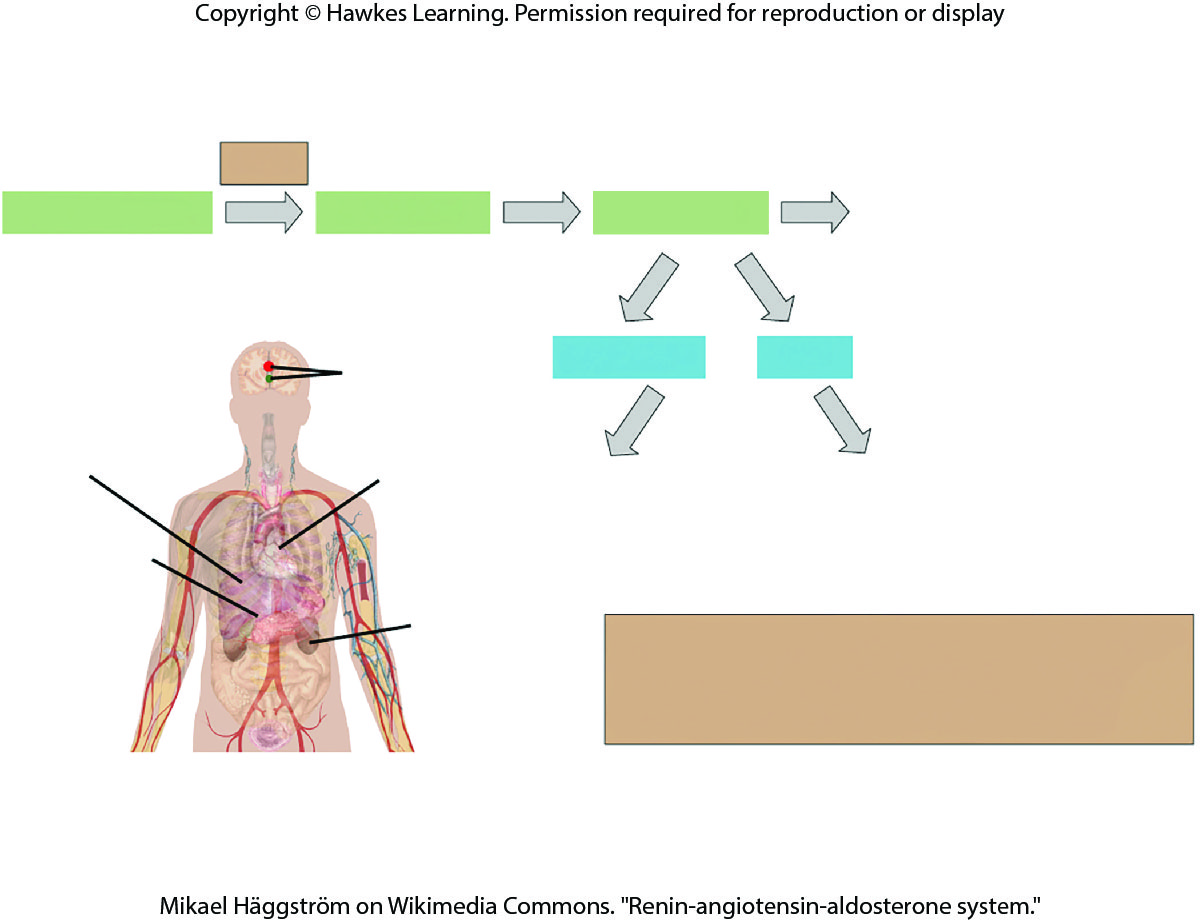 Copyright © Hawkes Learning. Permission required for reproduction or display
Mikael Häggström on Wikimedia Commons. "Renin-angiotensin-aldosterone system."